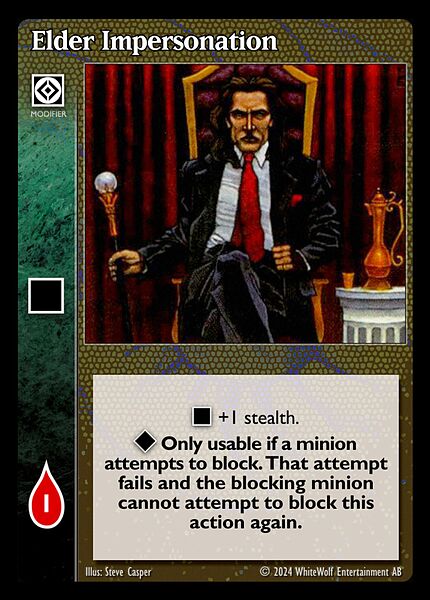 Elder Impersonation
MODIFIER
+1 stealth.
Only usable if a minion
attempts to block. That attempt
fails and the blocking minion
cannot attempt to block this
action again.
1
Illus: Steve Casper © 2024 WhiteWolf Entertainment AB